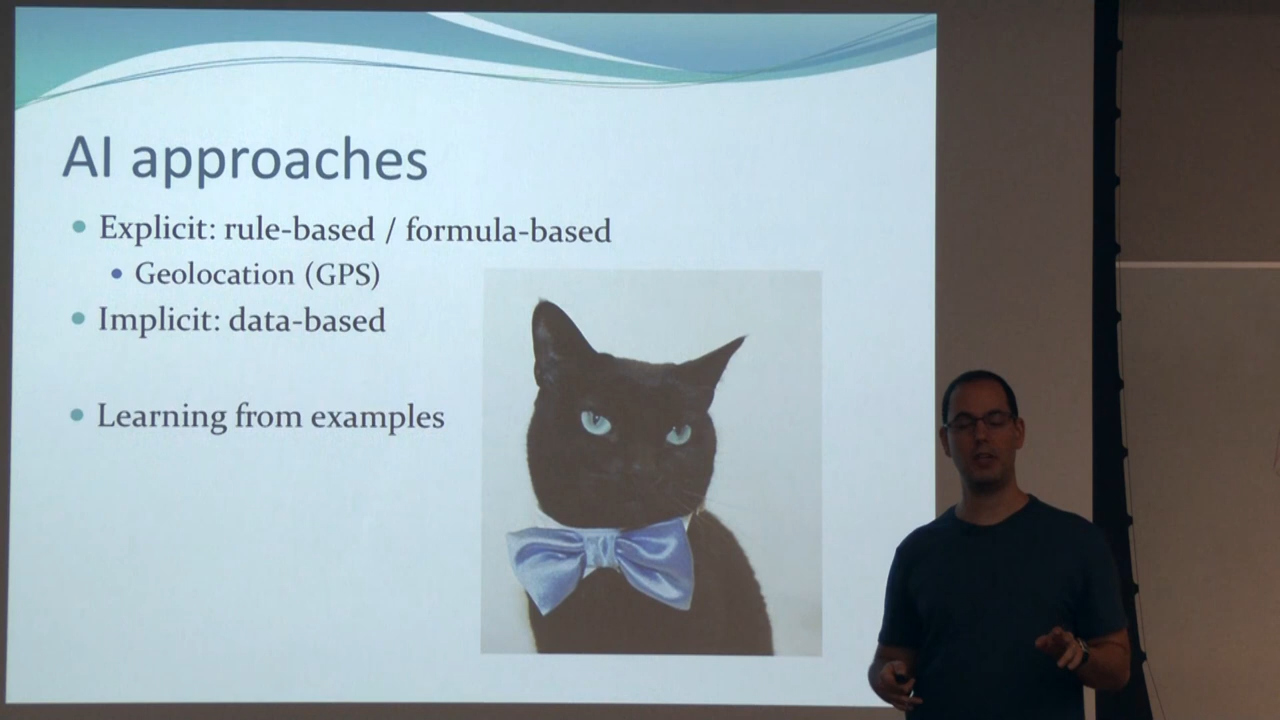 AI approaches
Explicit: rule-based / formula-based
Geolocation (GPS)
Implicit: data-based
Learning from examples